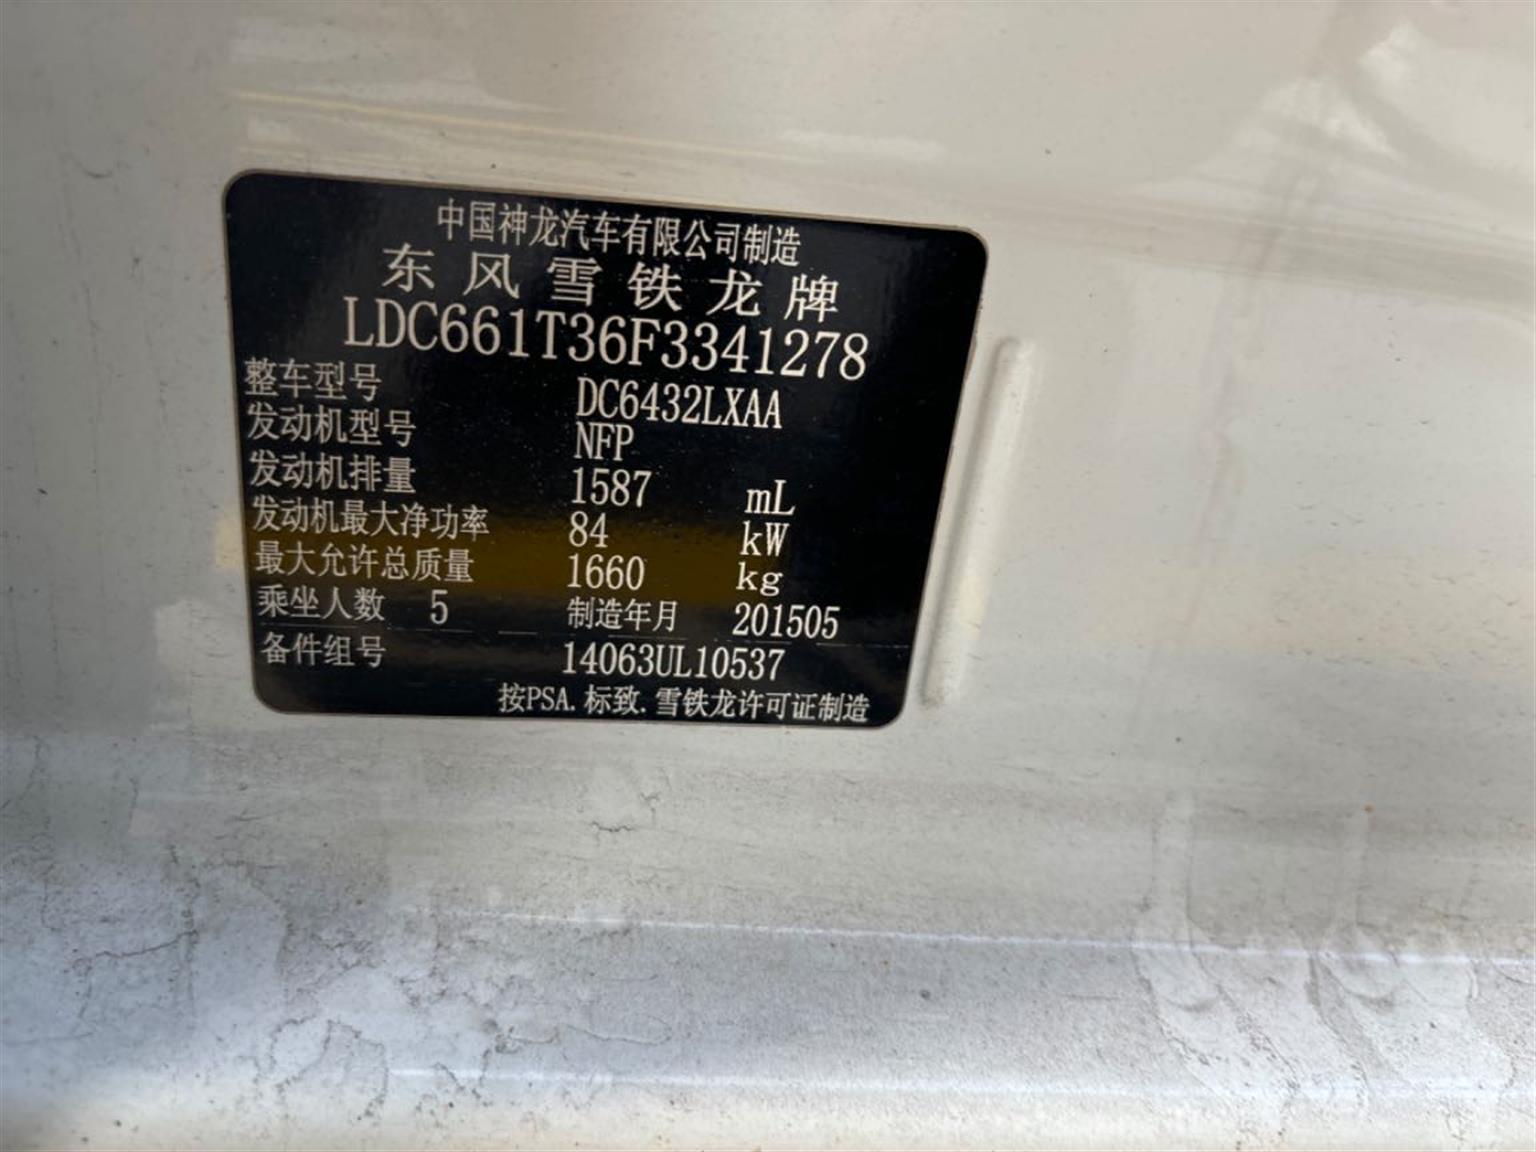 中国神龙汽车有限公司制造
东风雪铁龙牌
LDC661T36F3341278
整车型号 DC6432LXAA
发动机型号 NFP
发动机排量 1587 mL
发动机最大净功率 84 kW
最大允许总质量 1660 kg
乘坐人数 5 制造年月 201505
备件组号 14063UL10537
按PSA.标致.雪铁龙许可证制造